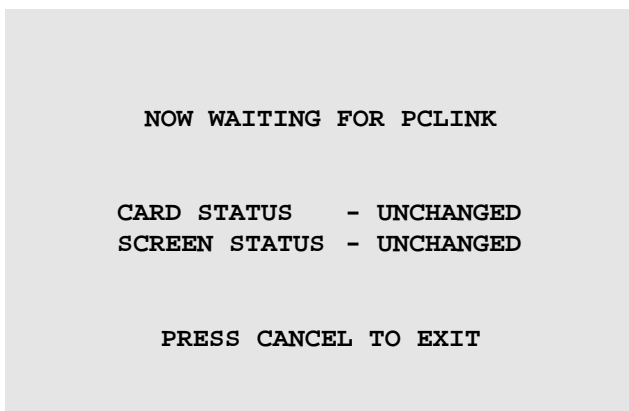 NOW WAITING FOR PCLINK
CARD STATUS - UNCHANGED
SCREEN STATUS - UNCHANGED
PRESS CANCEL TO EXIT